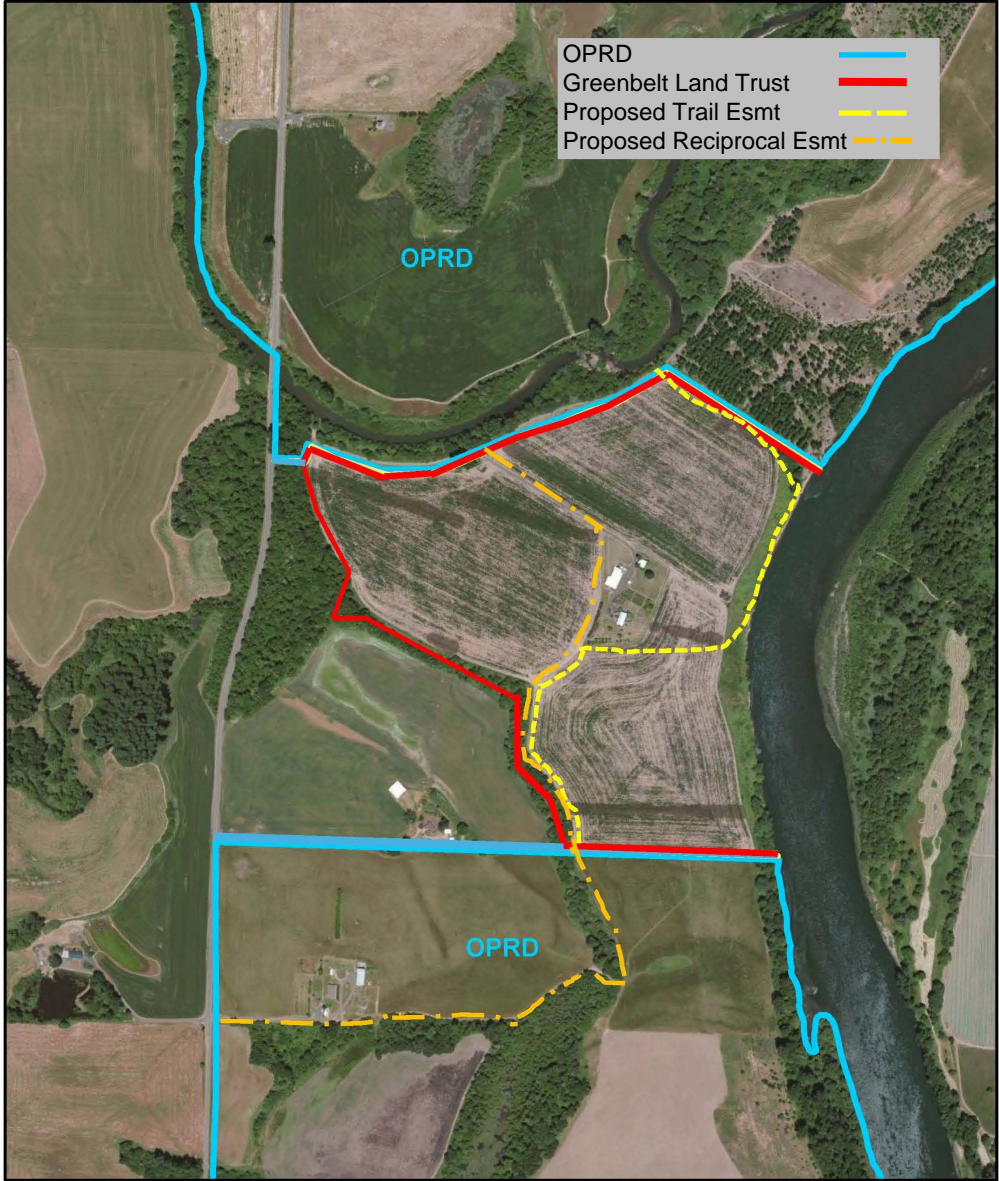 OPRD
Greenbelt Land Trust
Proposed Trail Esmt
Proposed Reciprocal Esmt
OPRD
OPRD